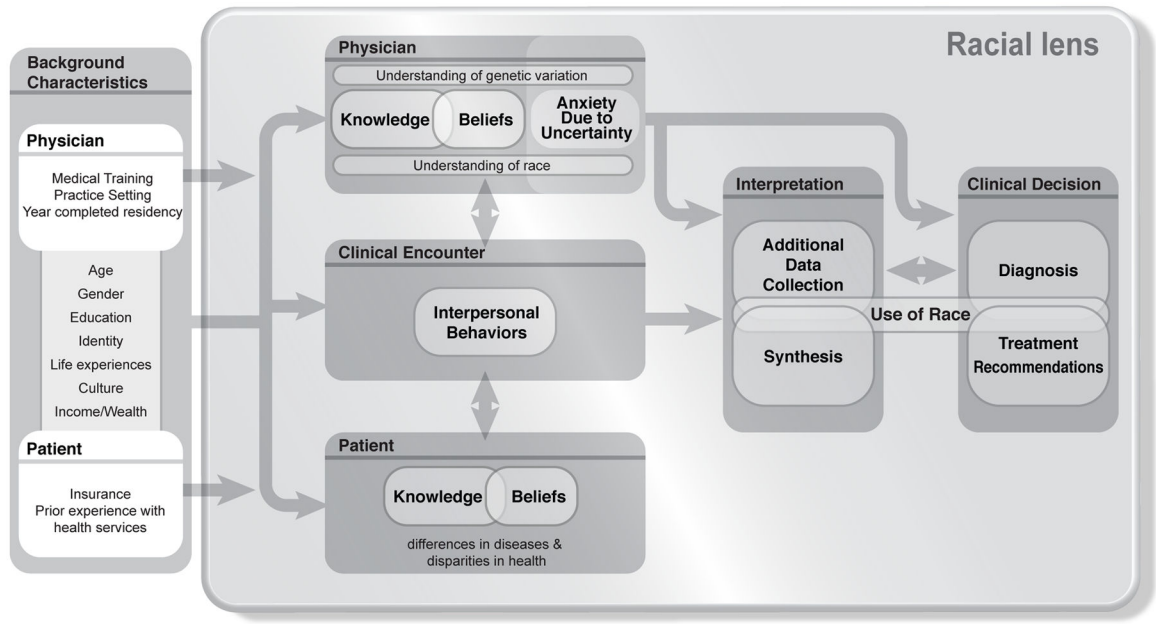 Racial lens
Background
Characteristics
Physician
Medical Training
Practice Setting
Year completed residency
Age
Gender
Education
Identity
Life experiences
Culture
Income/Wealth
Patient
Insurance
Prior experience with
health services
Physician
Understanding of genetic variation
Knowledge
Beliefs
Anxiety
Due to
Uncertainty
Understanding of race
Clinical Encounter
Interpersonal
Behaviors
Patient
Knowledge
Beliefs
differences in diseases &
disparities in health
Interpretation
Additional
Data
Collection
Synthesis
Use of Race
Clinical Decision
Diagnosis
Treatment
Recommendations